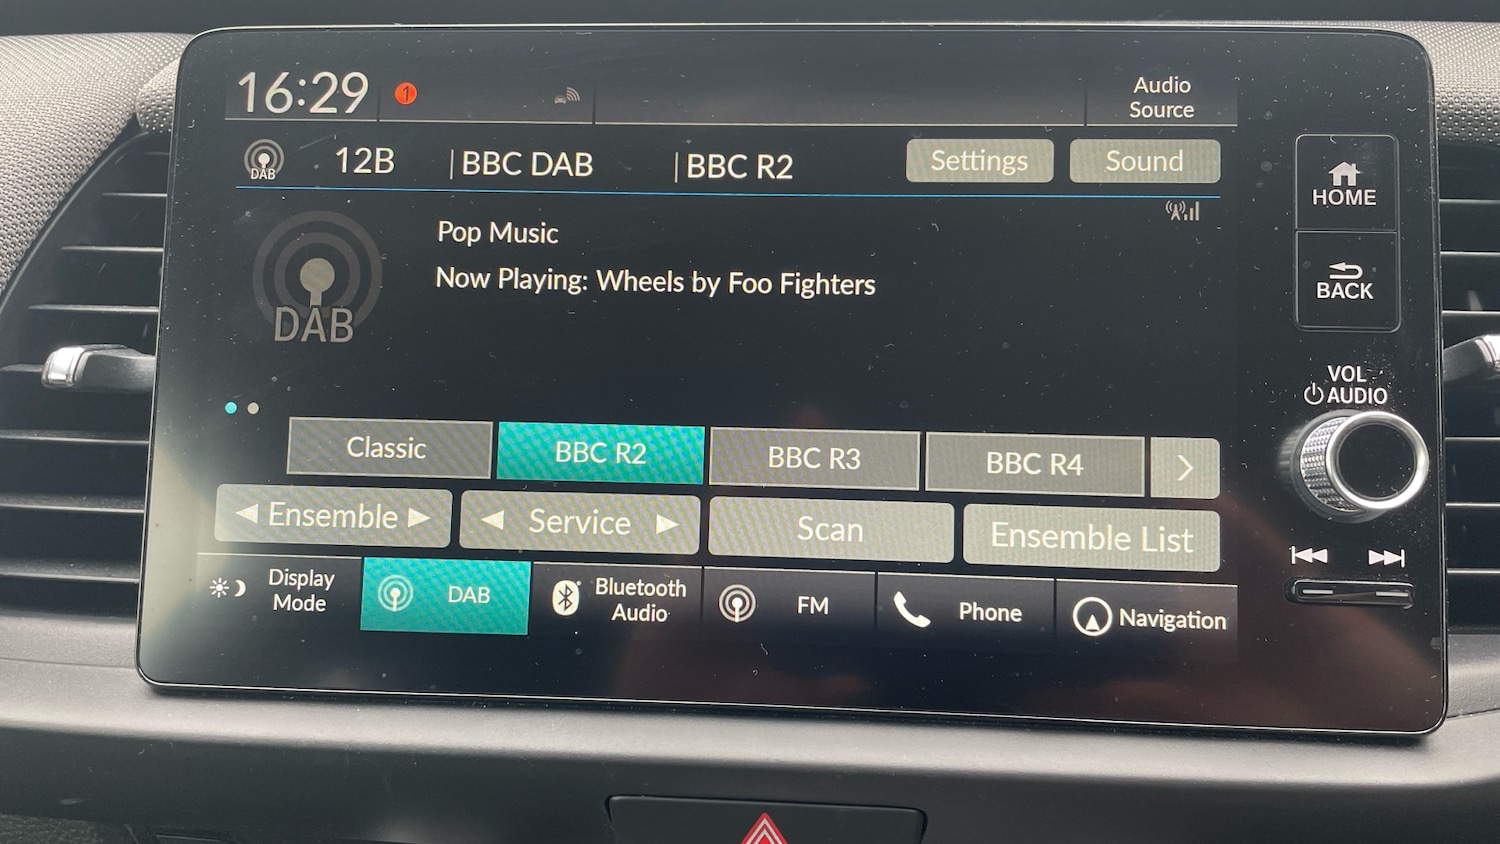 16:29
1
Audio
Source
DAB
12B
BBC DAB
BBC R2
Settings
Sound
HOME
Pop Music
Now Playing: Wheels by Foo Fighters
BACK
DAB
VOL
AUDIO
Classic
BBC R2
BBC R3
BBC R4
Ensemble
Service
Scan
Ensemble List
Display
Mode
DAB
Bluetooth
Audio
FM
Phone
Navigation